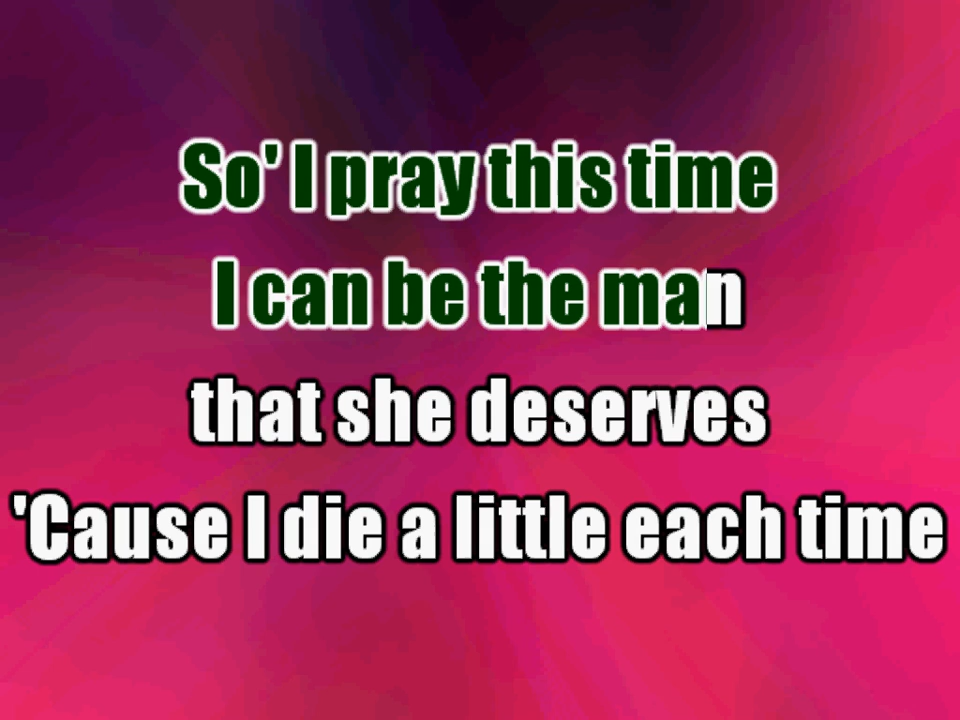 So' I pray this time
I can be the man
that she deserves
'Cause I die a little each time